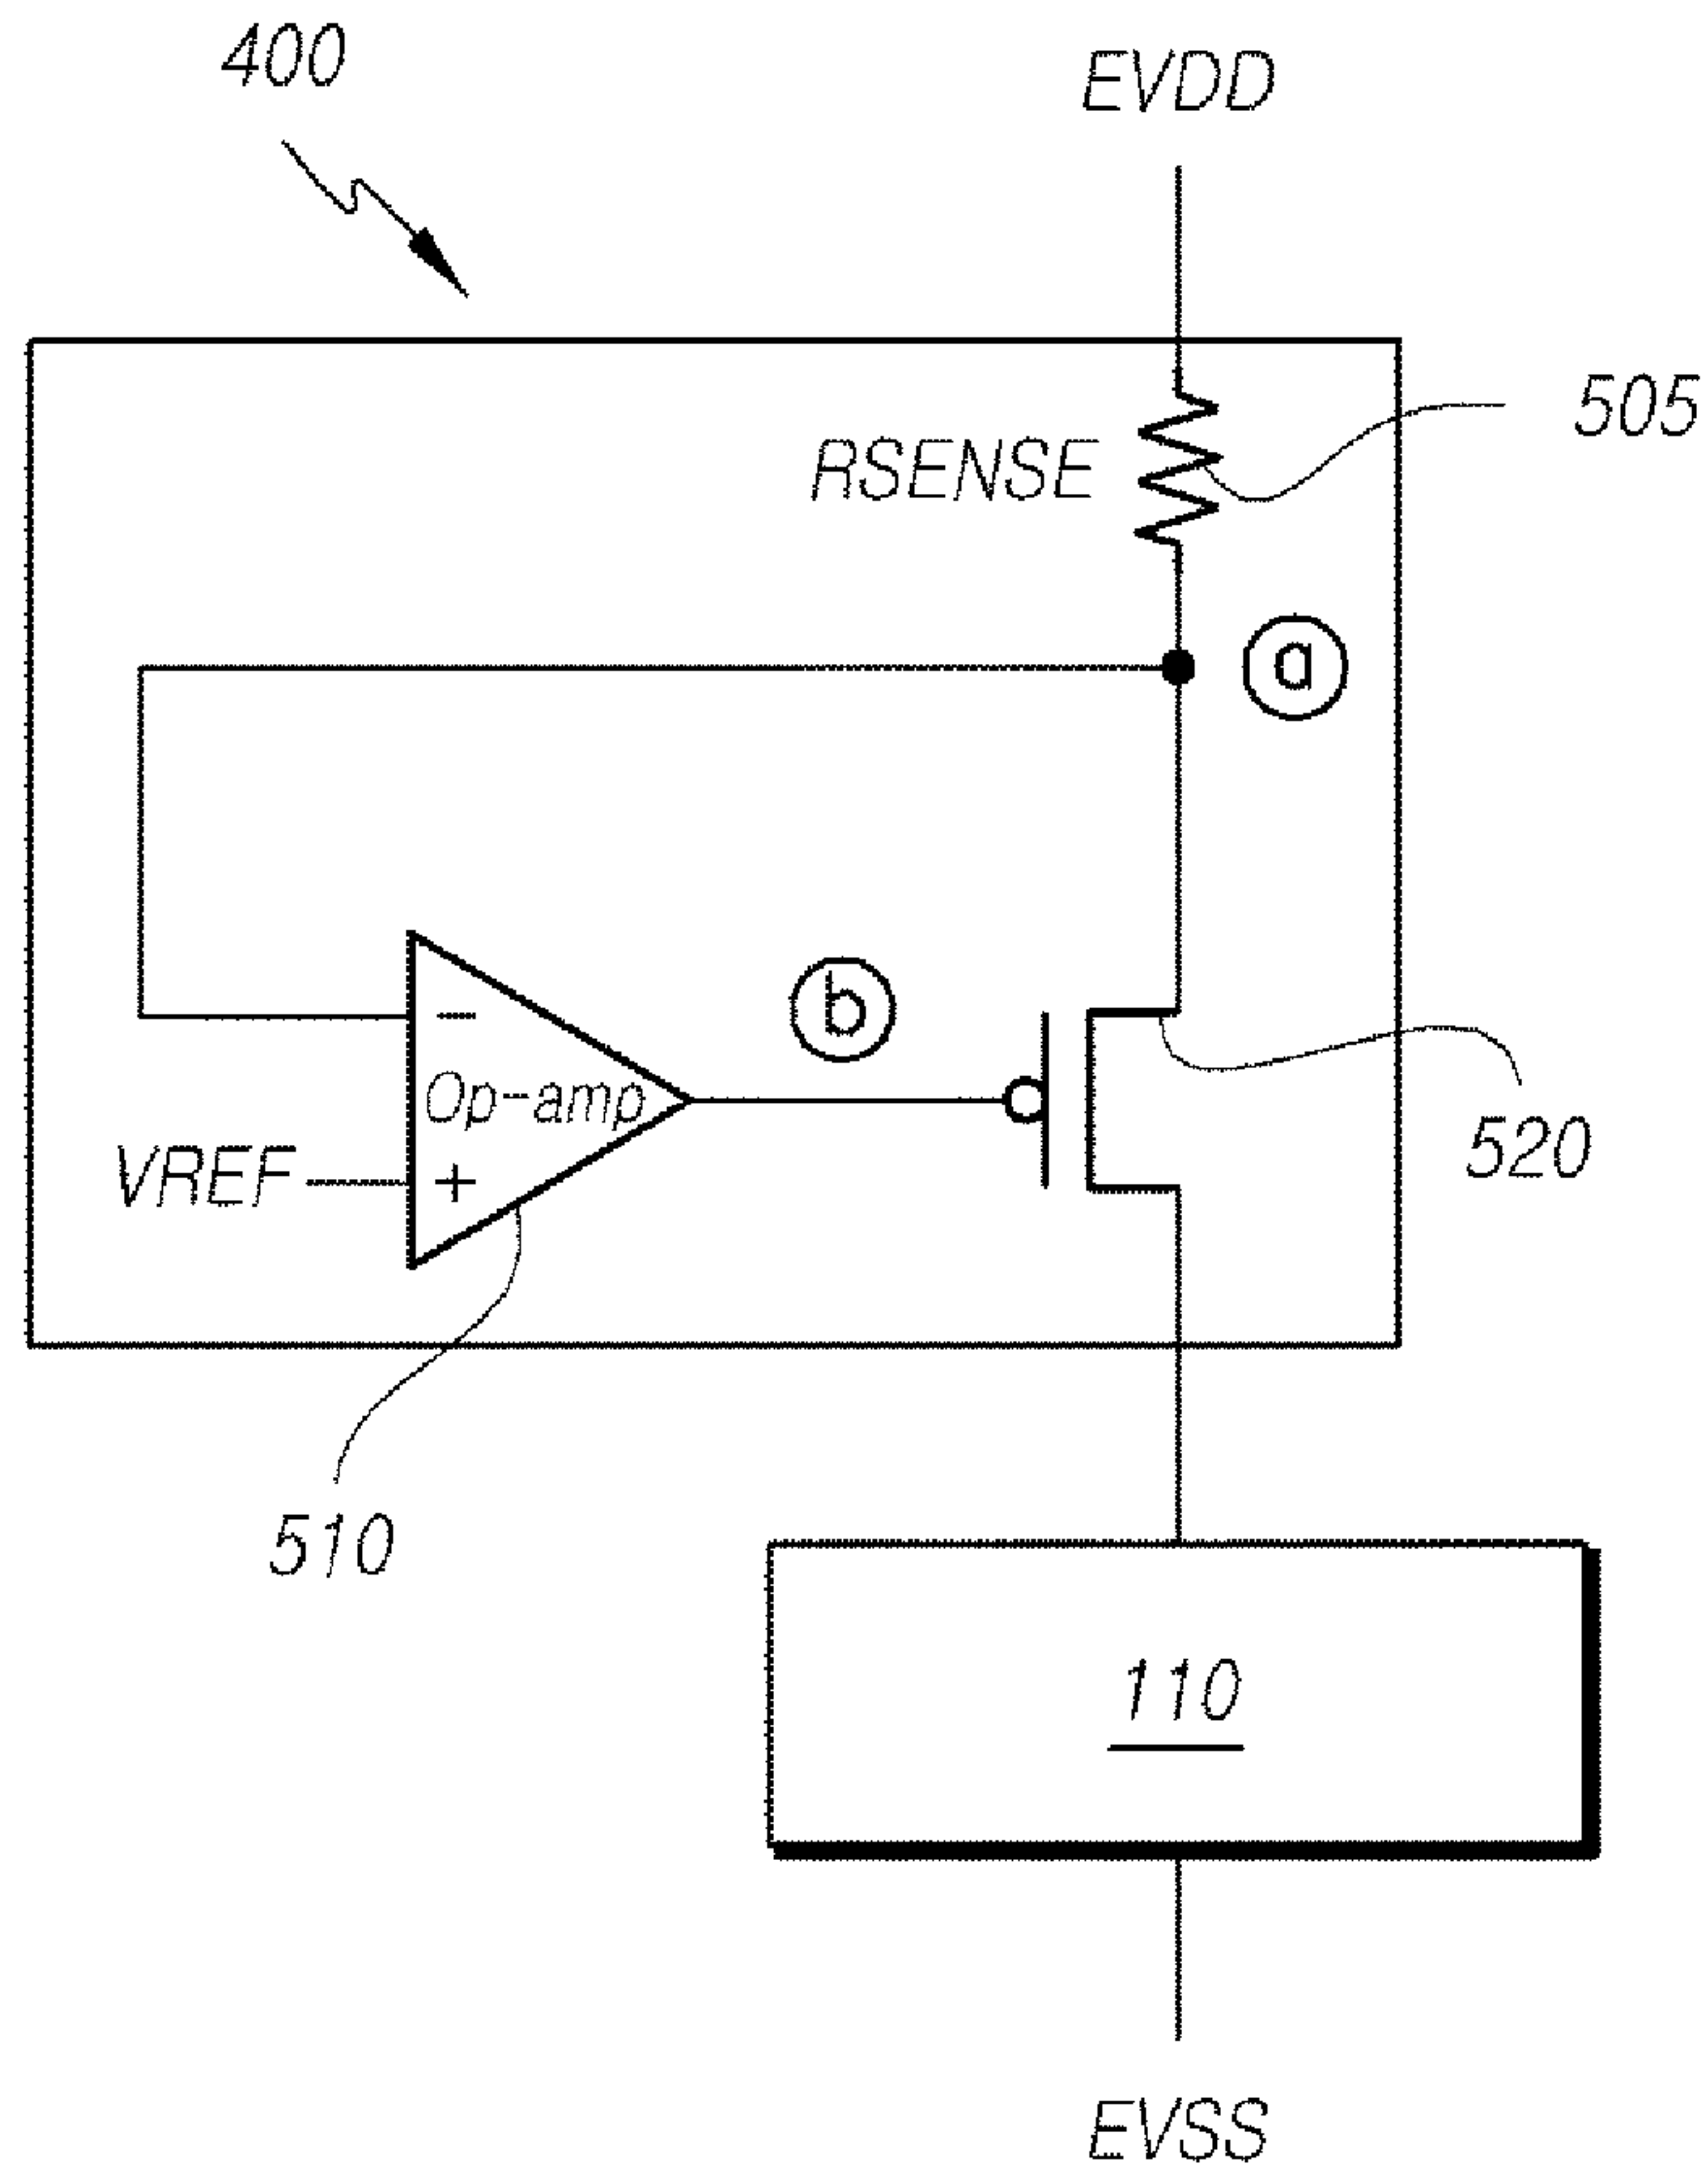 400
EVDD
505
RSENSE
a
b
-
Op-amp
520
VREF
+
510
110
EVSS